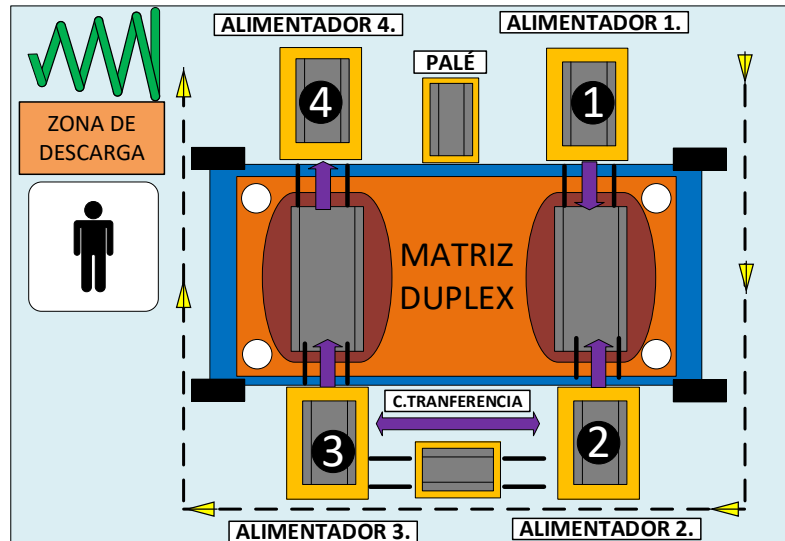 ALIMENTADOR 4.
ALIMENTADOR 1.
PALÉ
4
1
ZONA DE
DESCARGA
MATRIZ
DUPLEX
C.TRANFERENCIA
3
2
ALIMENTADOR 3.
ALIMENTADOR 2.